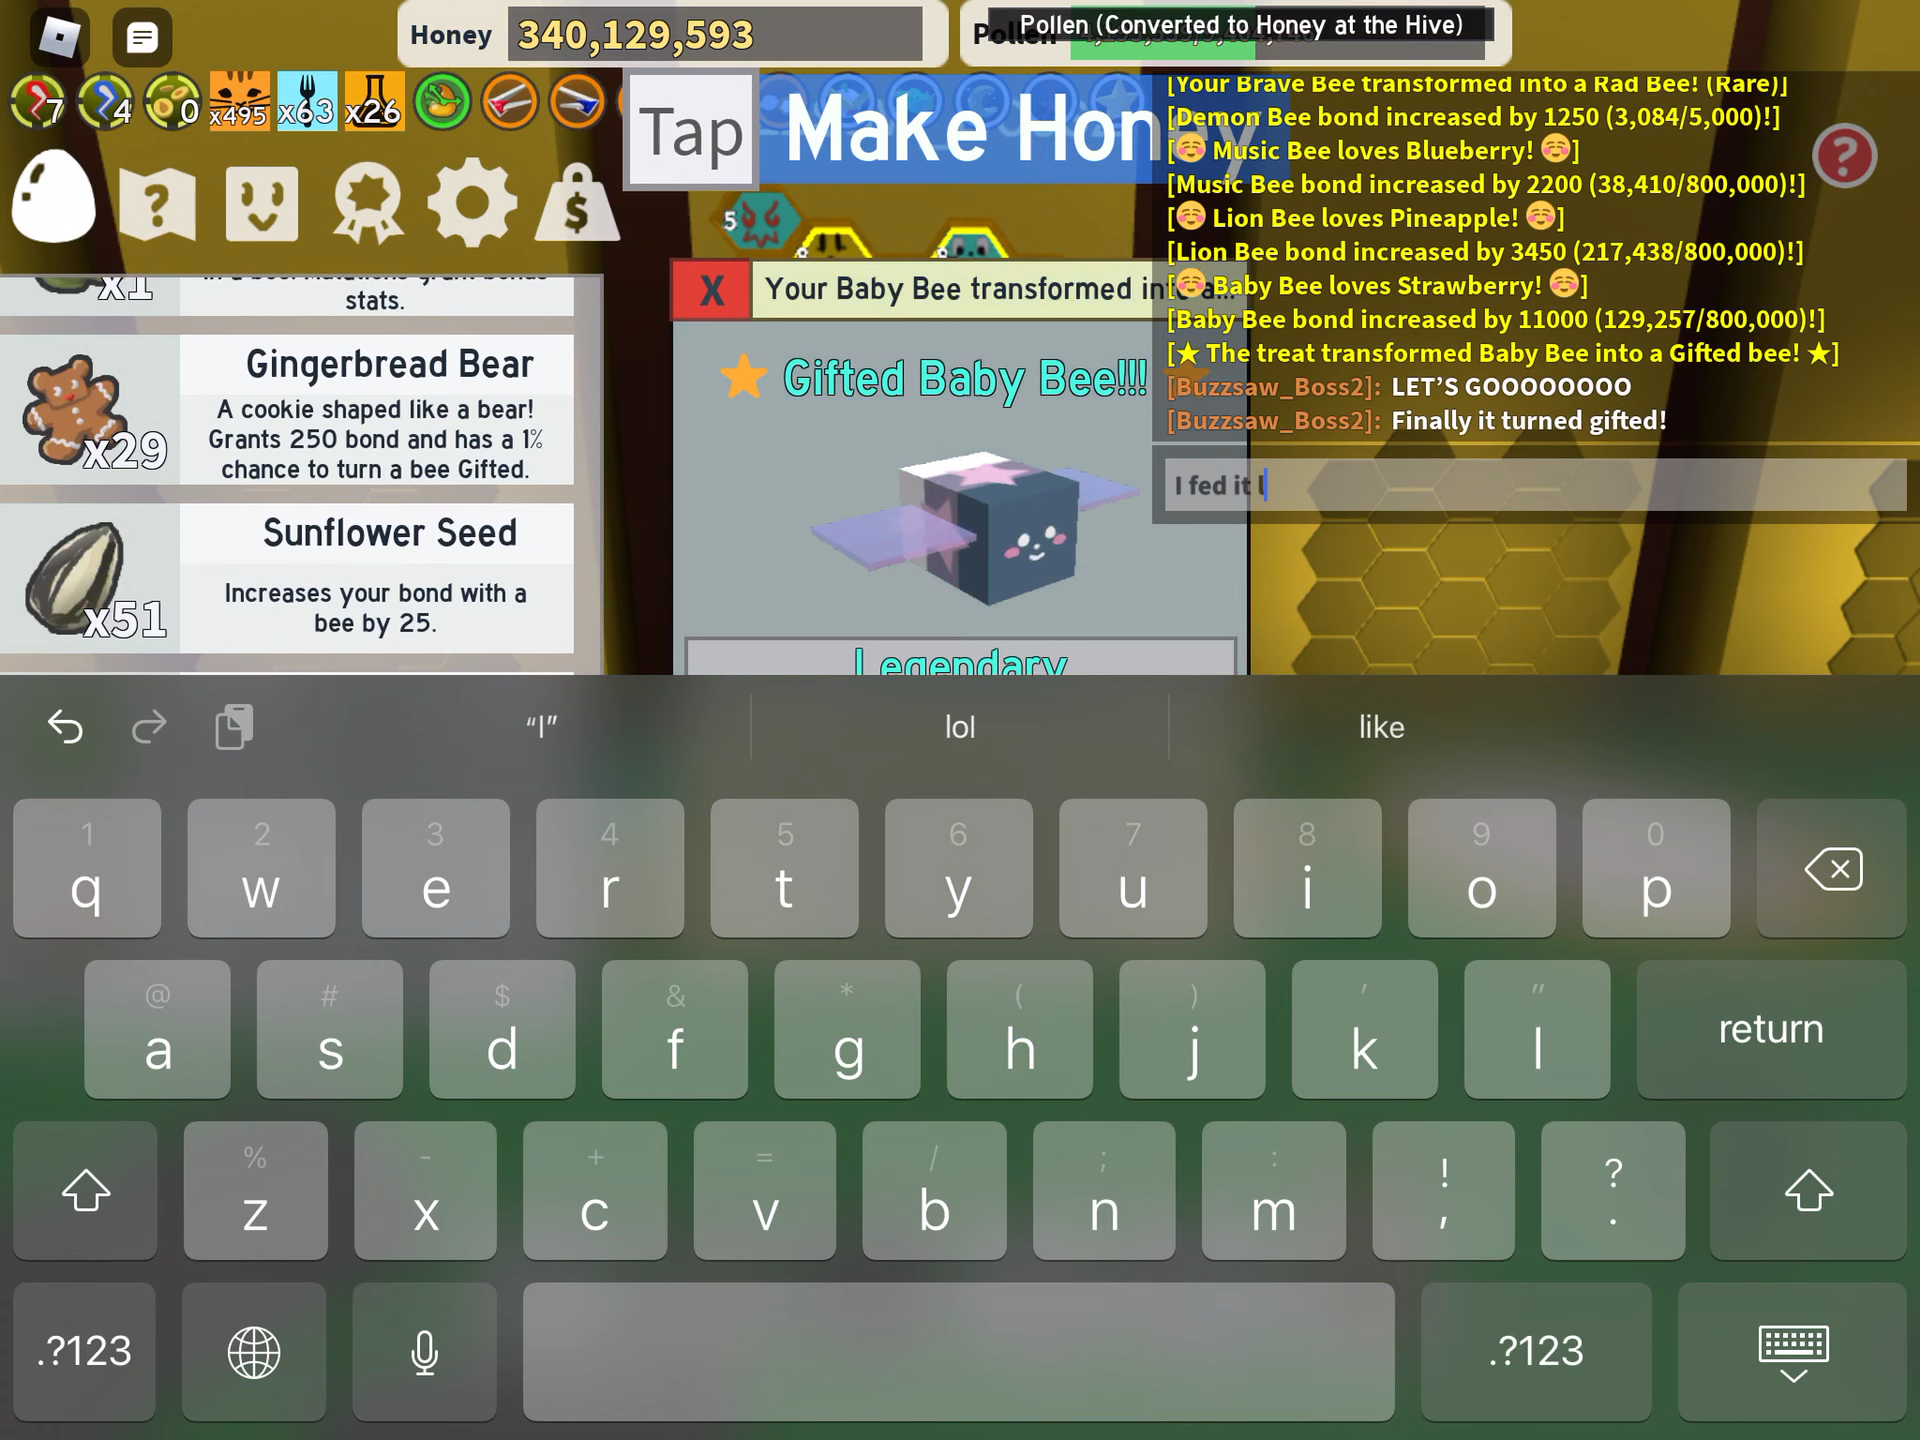 Honey 340,129,593
Pollen
Pollen (Converted to Honey at the Hive)
7
4
0
x495
x63
x26
Tap
Make Honey
5
[Your Brave Bee transformed into a Rad Bee! (Rare)]
[Demon Bee bond increased by 1250 (3,084/5,000)!]
[☺️ Music Bee loves Blueberry! ☺️]
[Music Bee bond increased by 2200 (38,410/800,000)!]
[☺️ Lion Bee loves Pineapple! ☺️]
[Lion Bee bond increased by 3450 (217,438/800,000)!]
[☺️ Baby Bee loves Strawberry! ☺️]
[Baby Bee bond increased by 11000 (129,257/800,000)!]
[★ The treat transformed Baby Bee into a Gifted bee! ★]
[Buzzsaw_Boss2]: LET’S GOOOOOOOO
[Buzzsaw_Boss2]: Finally it turned gifted!
I fed it l
x1
stats.
Gingerbread Bear
A cookie shaped like a bear!
Grants 250 bond and has a 1%
chance to turn a bee Gifted.
x29
Sunflower Seed
Increases your bond with a
bee by 25.
x51
X
Your Baby Bee transformed into a...
Gifted Baby Bee!!!
Legendary
“l” lol like
1 2 3 4 5 6 7 8 9 0
q w e r t y u i o p
@ # $ & * ( ) ' "
a s d f g h j k l return
% - + = / ; : ! ?
z x c v b n m , .
.?123 .?123